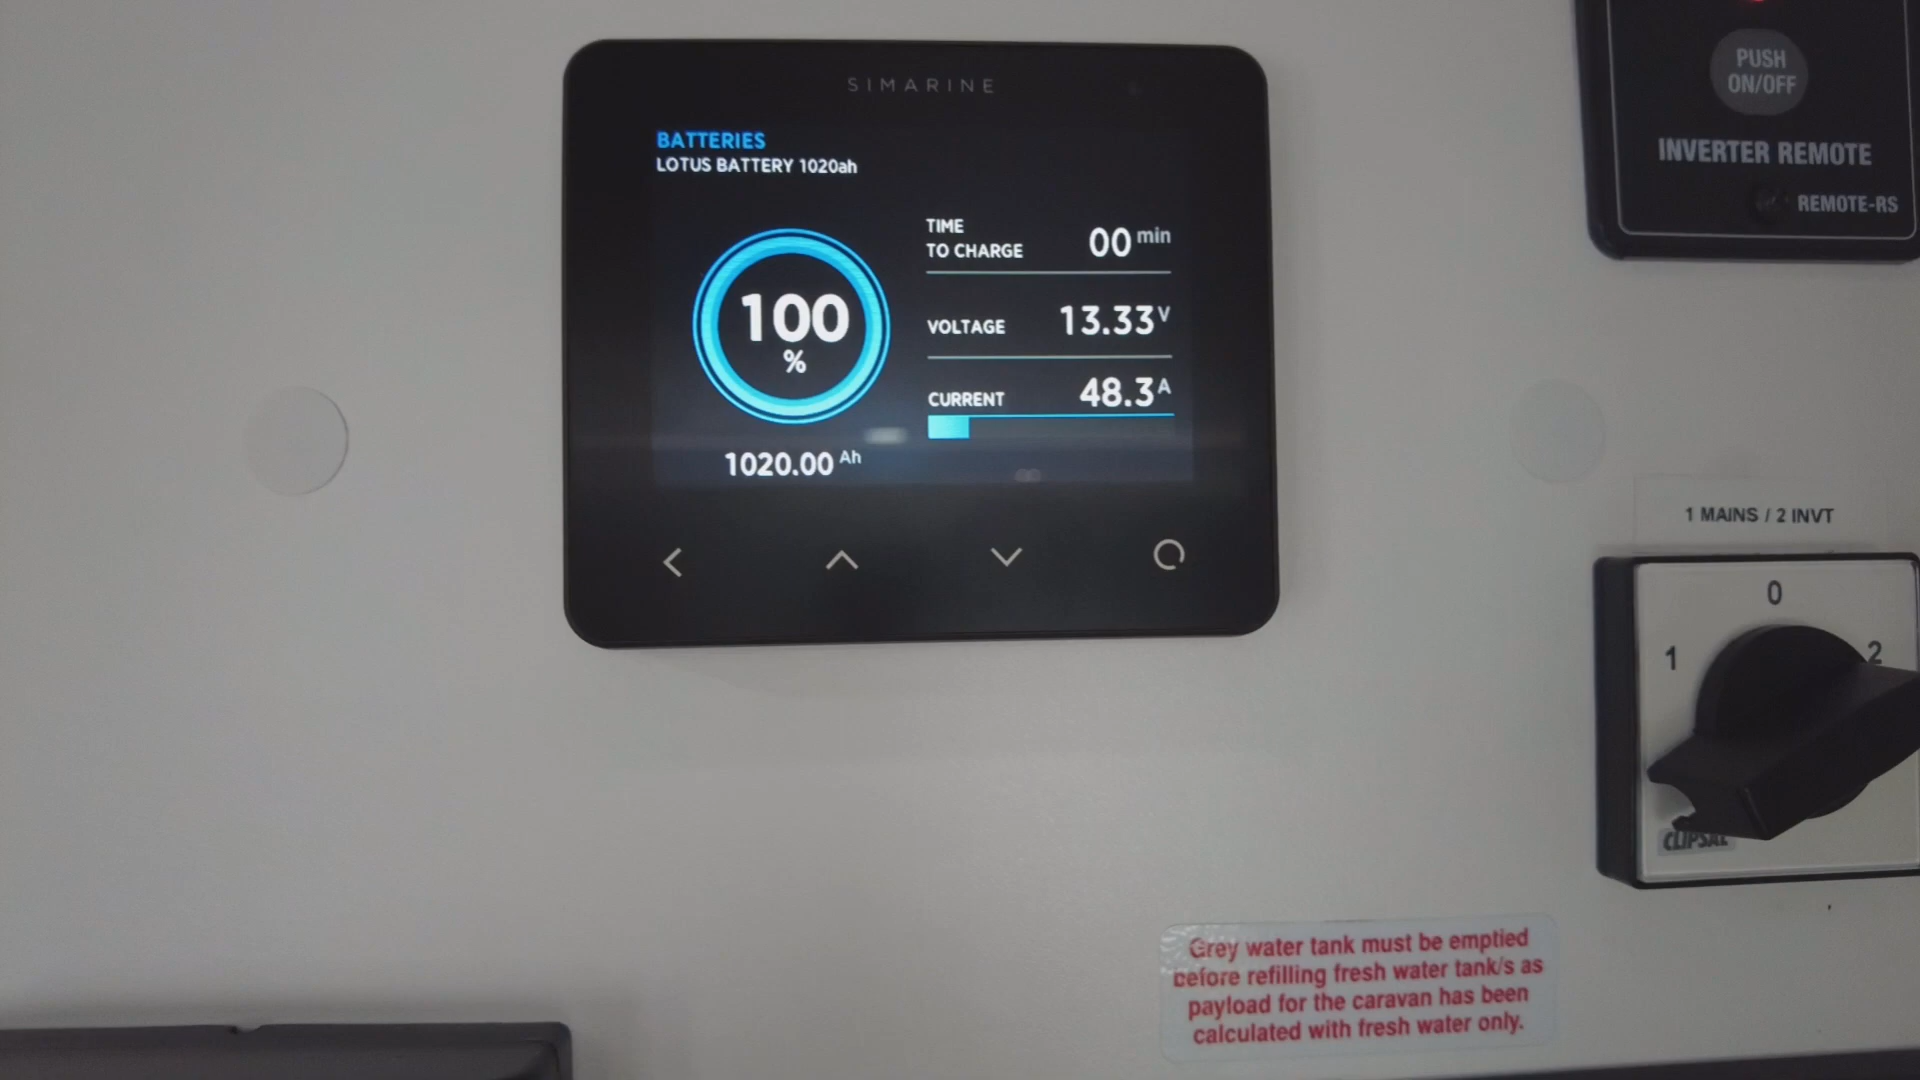 SIMARINE
BATTERIES
LOTUS BATTERY 1020ah
100
%
1020.00 Ah
TIME
TO CHARGE
00 min
VOLTAGE
13.33 V
CURRENT
48.3 A
PUSH
ON/OFF
INVERTER REMOTE
REMOTE-RS
1 MAINS / 2 INVT
0
1
2
CLIPSAL
Grey water tank must be emptied
before refilling fresh water tank/s as
payload for the caravan has been
calculated with fresh water only.